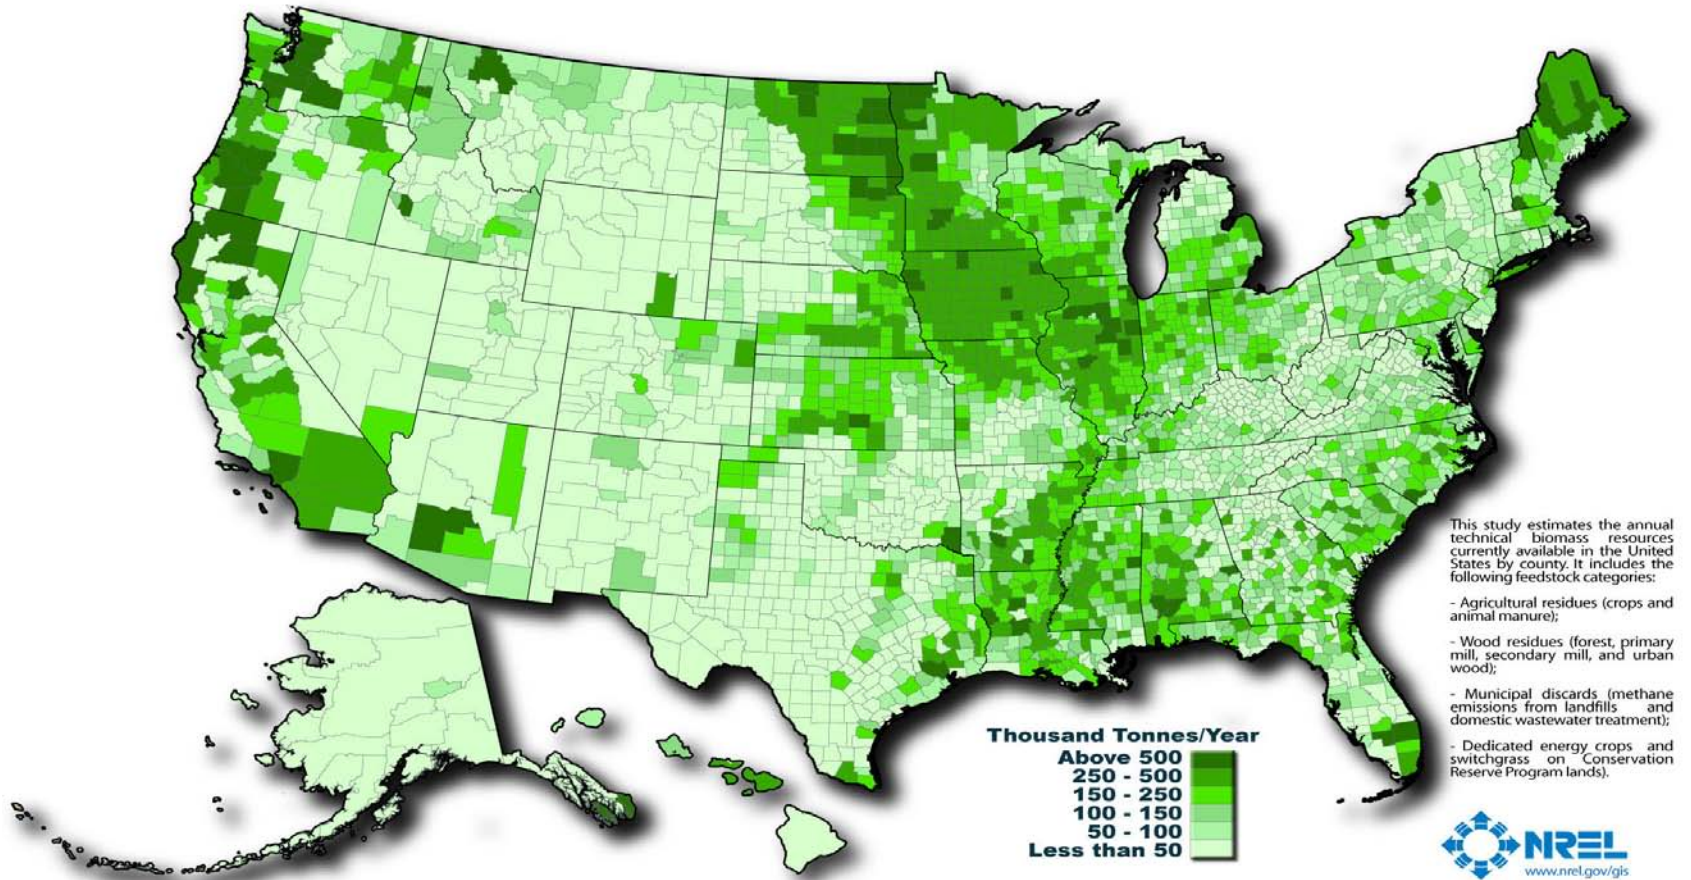 This study estimates the annual
technical biomass resources
currently available in the United
States by county. It includes the
following feedstock categories:
- Agricultural residues (crops and
animal manure);
- Wood residues (forest, primary
mill, secondary mill, and urban
wood);
- Municipal discards (methane
emissions from landfills and
domestic wastewater treatment);
- Dedicated energy crops and
switchgrass on Conservation
Reserve Program lands).
Thousand Tonnes/Year
Above 500
250 - 500
150 - 250
100 - 150
50 - 100
Less than 50
NREL
www.nrel.gov/gis